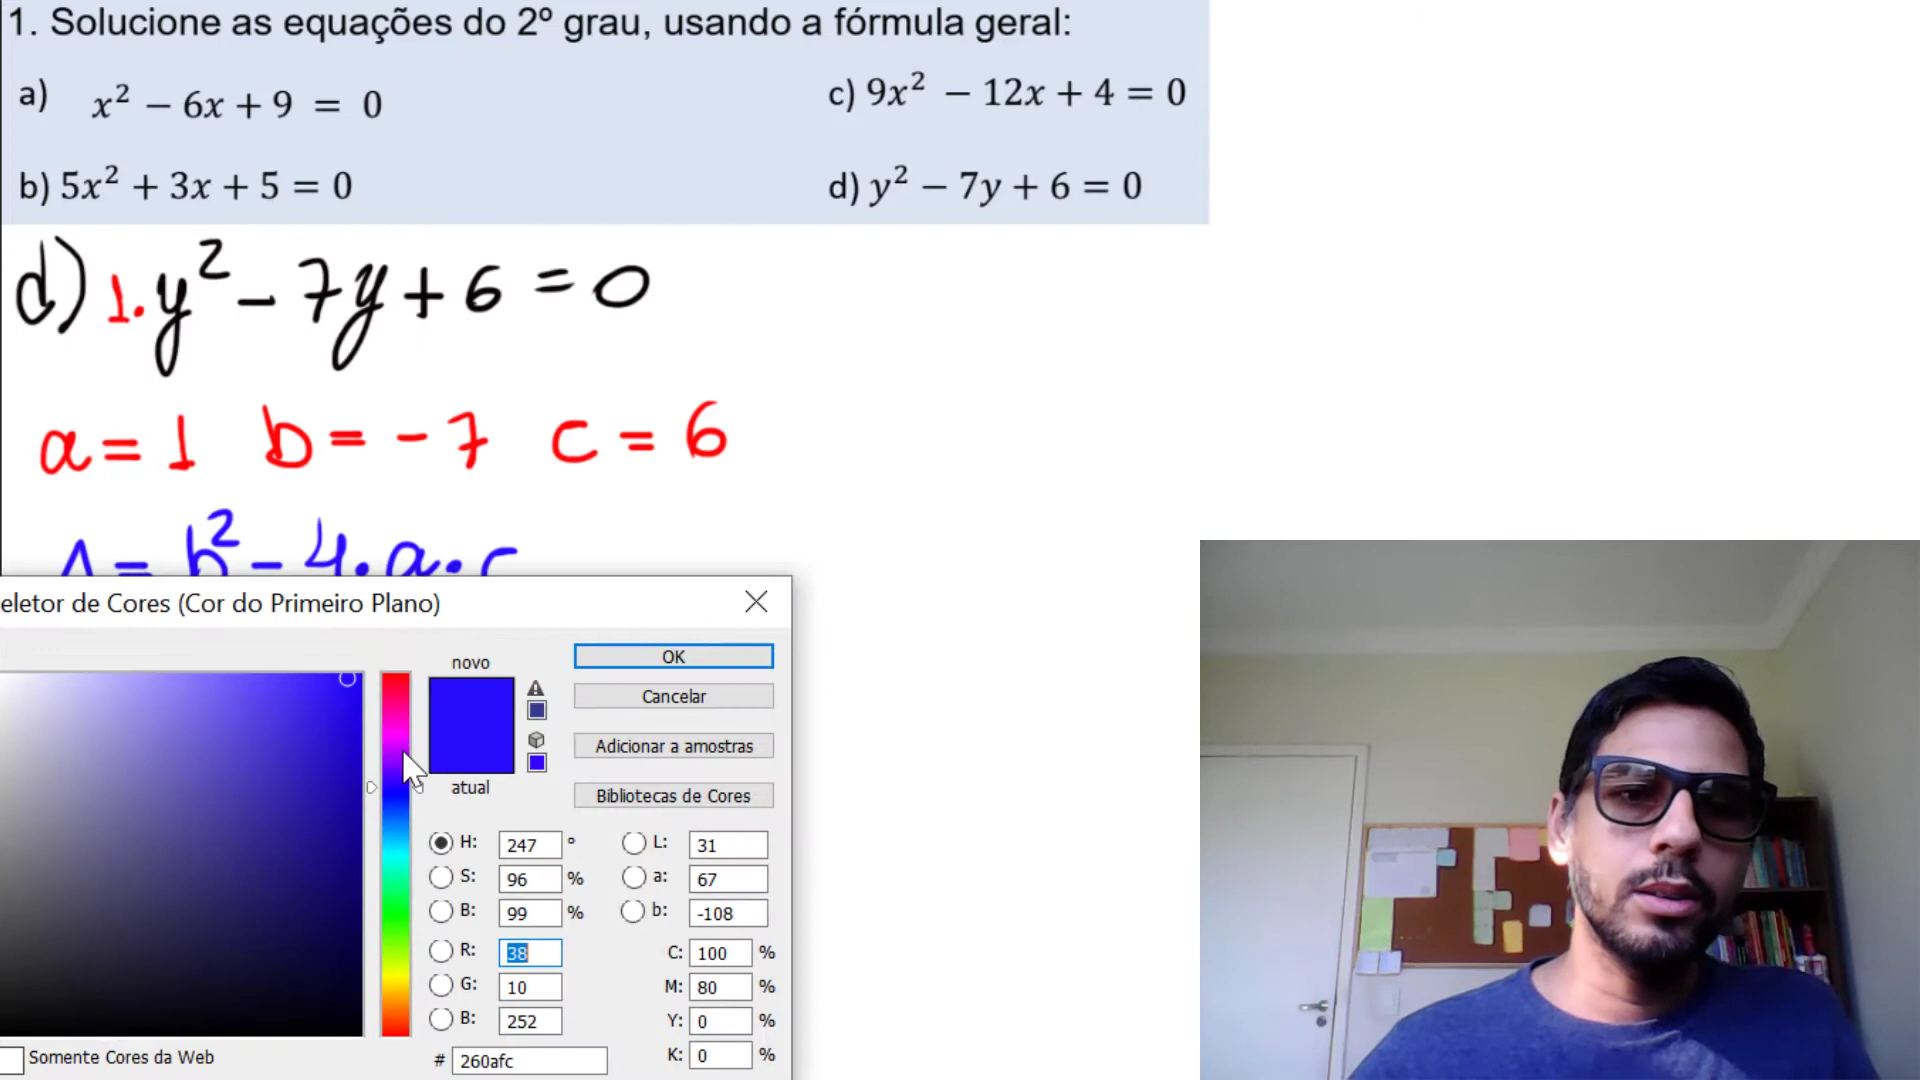 1. Solucione as equações do 2º grau, usando a fórmula geral:
a) x² − 6x + 9 = 0
c) 9x² − 12x + 4 = 0
b) 5x² + 3x + 5 = 0
d) y² − 7y + 6 = 0
d) 1.y² − 7y + 6 = 0
a = 1 b = −7 c = 6
Δ = b² − 4.a.c
eletor de Cores (Cor do Primeiro Plano)
novo
atual
OK
Cancelar
Adicionar a amostras
Bibliotecas de Cores
H: 247 ° L: 31
S: 96 % a: 67
B: 99 % b: -108
R: 38 C: 100 %
G: 10 M: 80 %
B: 252 Y: 0 %
K: 0 %
Somente Cores da Web
# 260afc